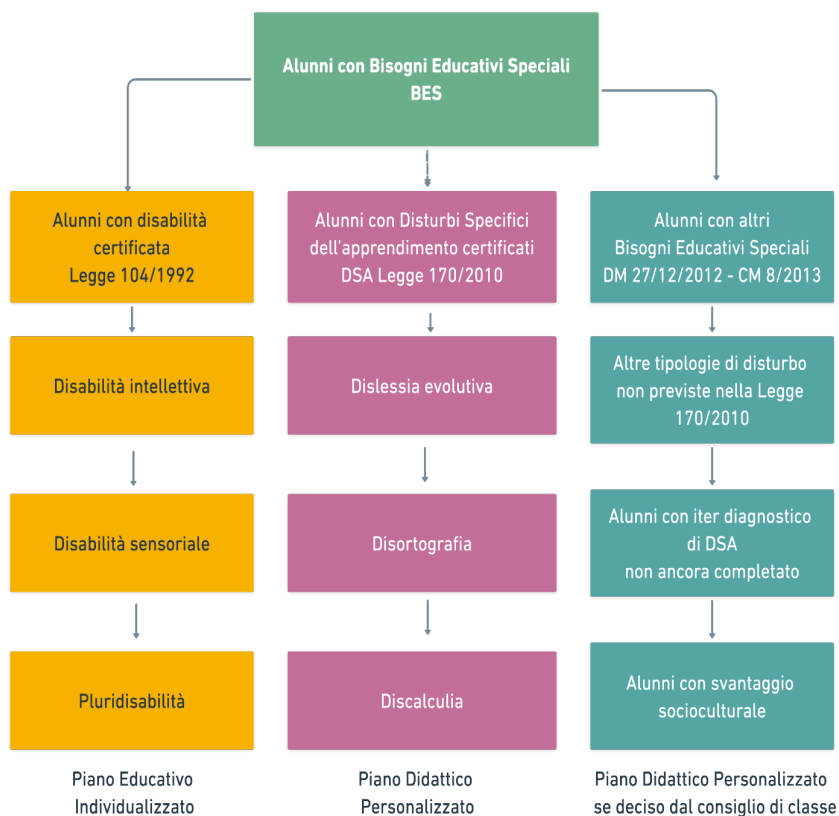 Alunni con Bisogni Educativi Speciali
BES
Alunni con disabilità
certificata
Legge 104/1992
Alunni con Disturbi Specifici
dell'apprendimento certificati
DSA Legge 170/2010
Alunni con altri
Bisogni Educativi Speciali
DM 27/12/2012 - CM 8/2013
Disabilità intellettiva
Dislessia evolutiva
Altre tipologie di disturbo
non previste nella Legge
170/2010
Disabilità sensoriale
Disortografia
Alunni con iter diagnostico
di DSA
non ancora completato
Pluridisabilità
Discalculia
Alunni con svantaggio
socioculturale
Piano Educativo
Individualizzato
Piano Didattico
Personalizzato
Piano Didattico Personalizzato
se deciso dal consiglio di classe